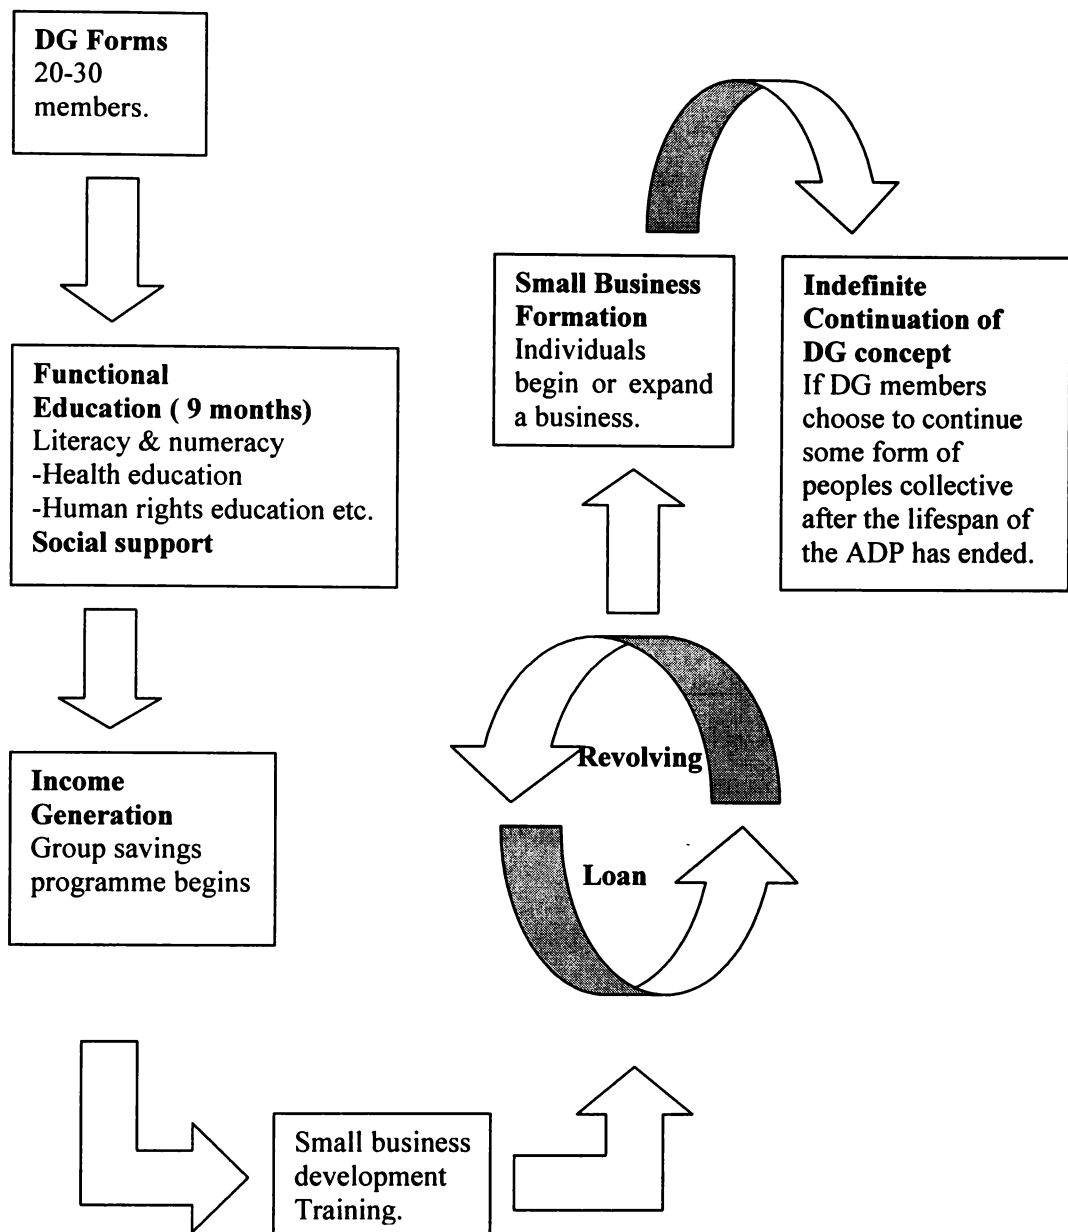 DG Forms
20-30
members.
Functional
Education ( 9 months)
Literacy & numeracy
-Health education
-Human rights education etc.
Social support
Income
Generation
Group savings
programme begins
Small business
development
Training.
Revolving
Loan
Small Business
Formation
Individuals
begin or expand
a business.
Indefinite
Continuation of
DG concept
If DG members
choose to continue
some form of
peoples collective
after the lifespan of
the ADP has ended.